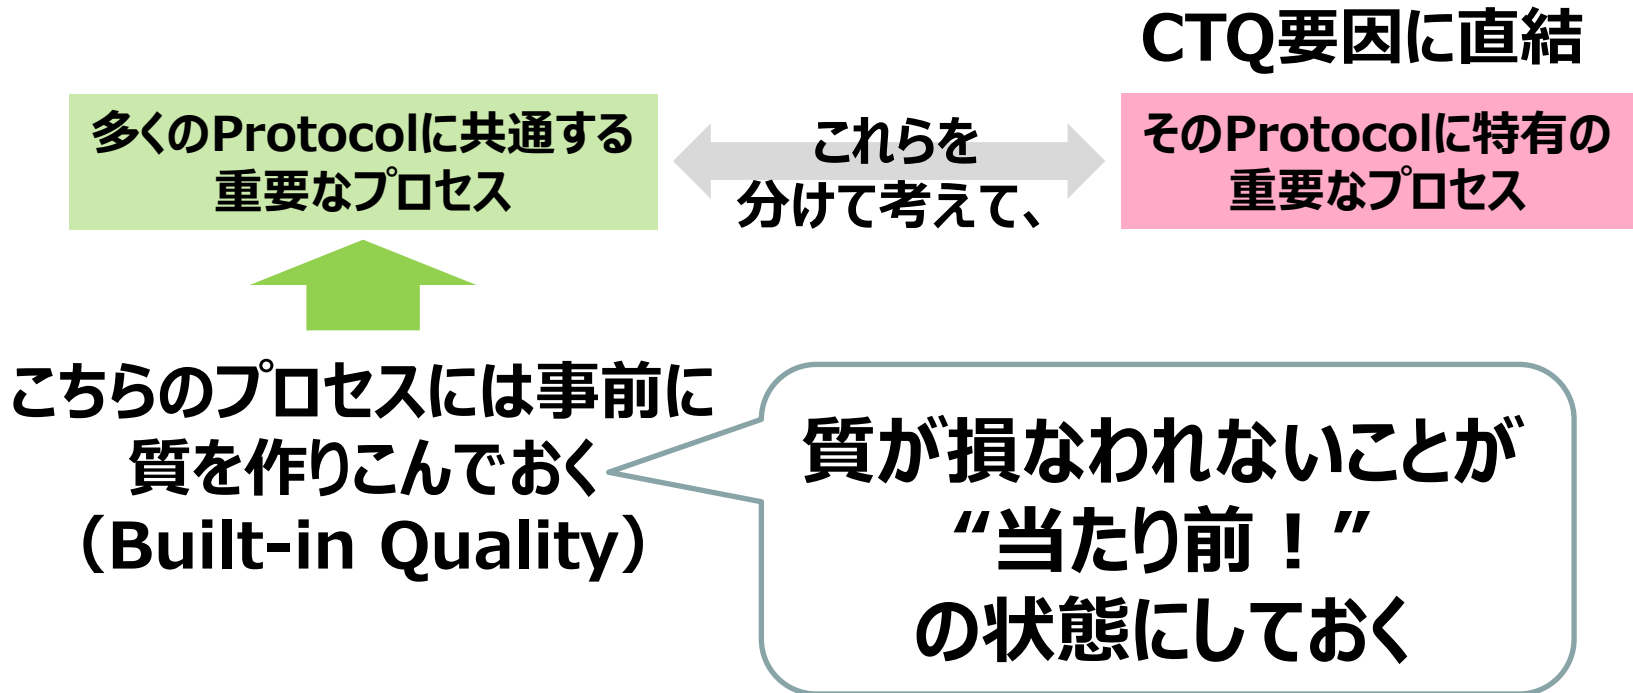 CTQ要因に直結
多くのProtocolに共通する
重要なプロセス
これらを
分けて考えて、
そのProtocolに特有の
重要なプロセス
こちらのプロセスには事前に
質を作りこんでおく
（Built-in Quality）
質が損なわれないことが
“当たり前！”
の状態にしておく